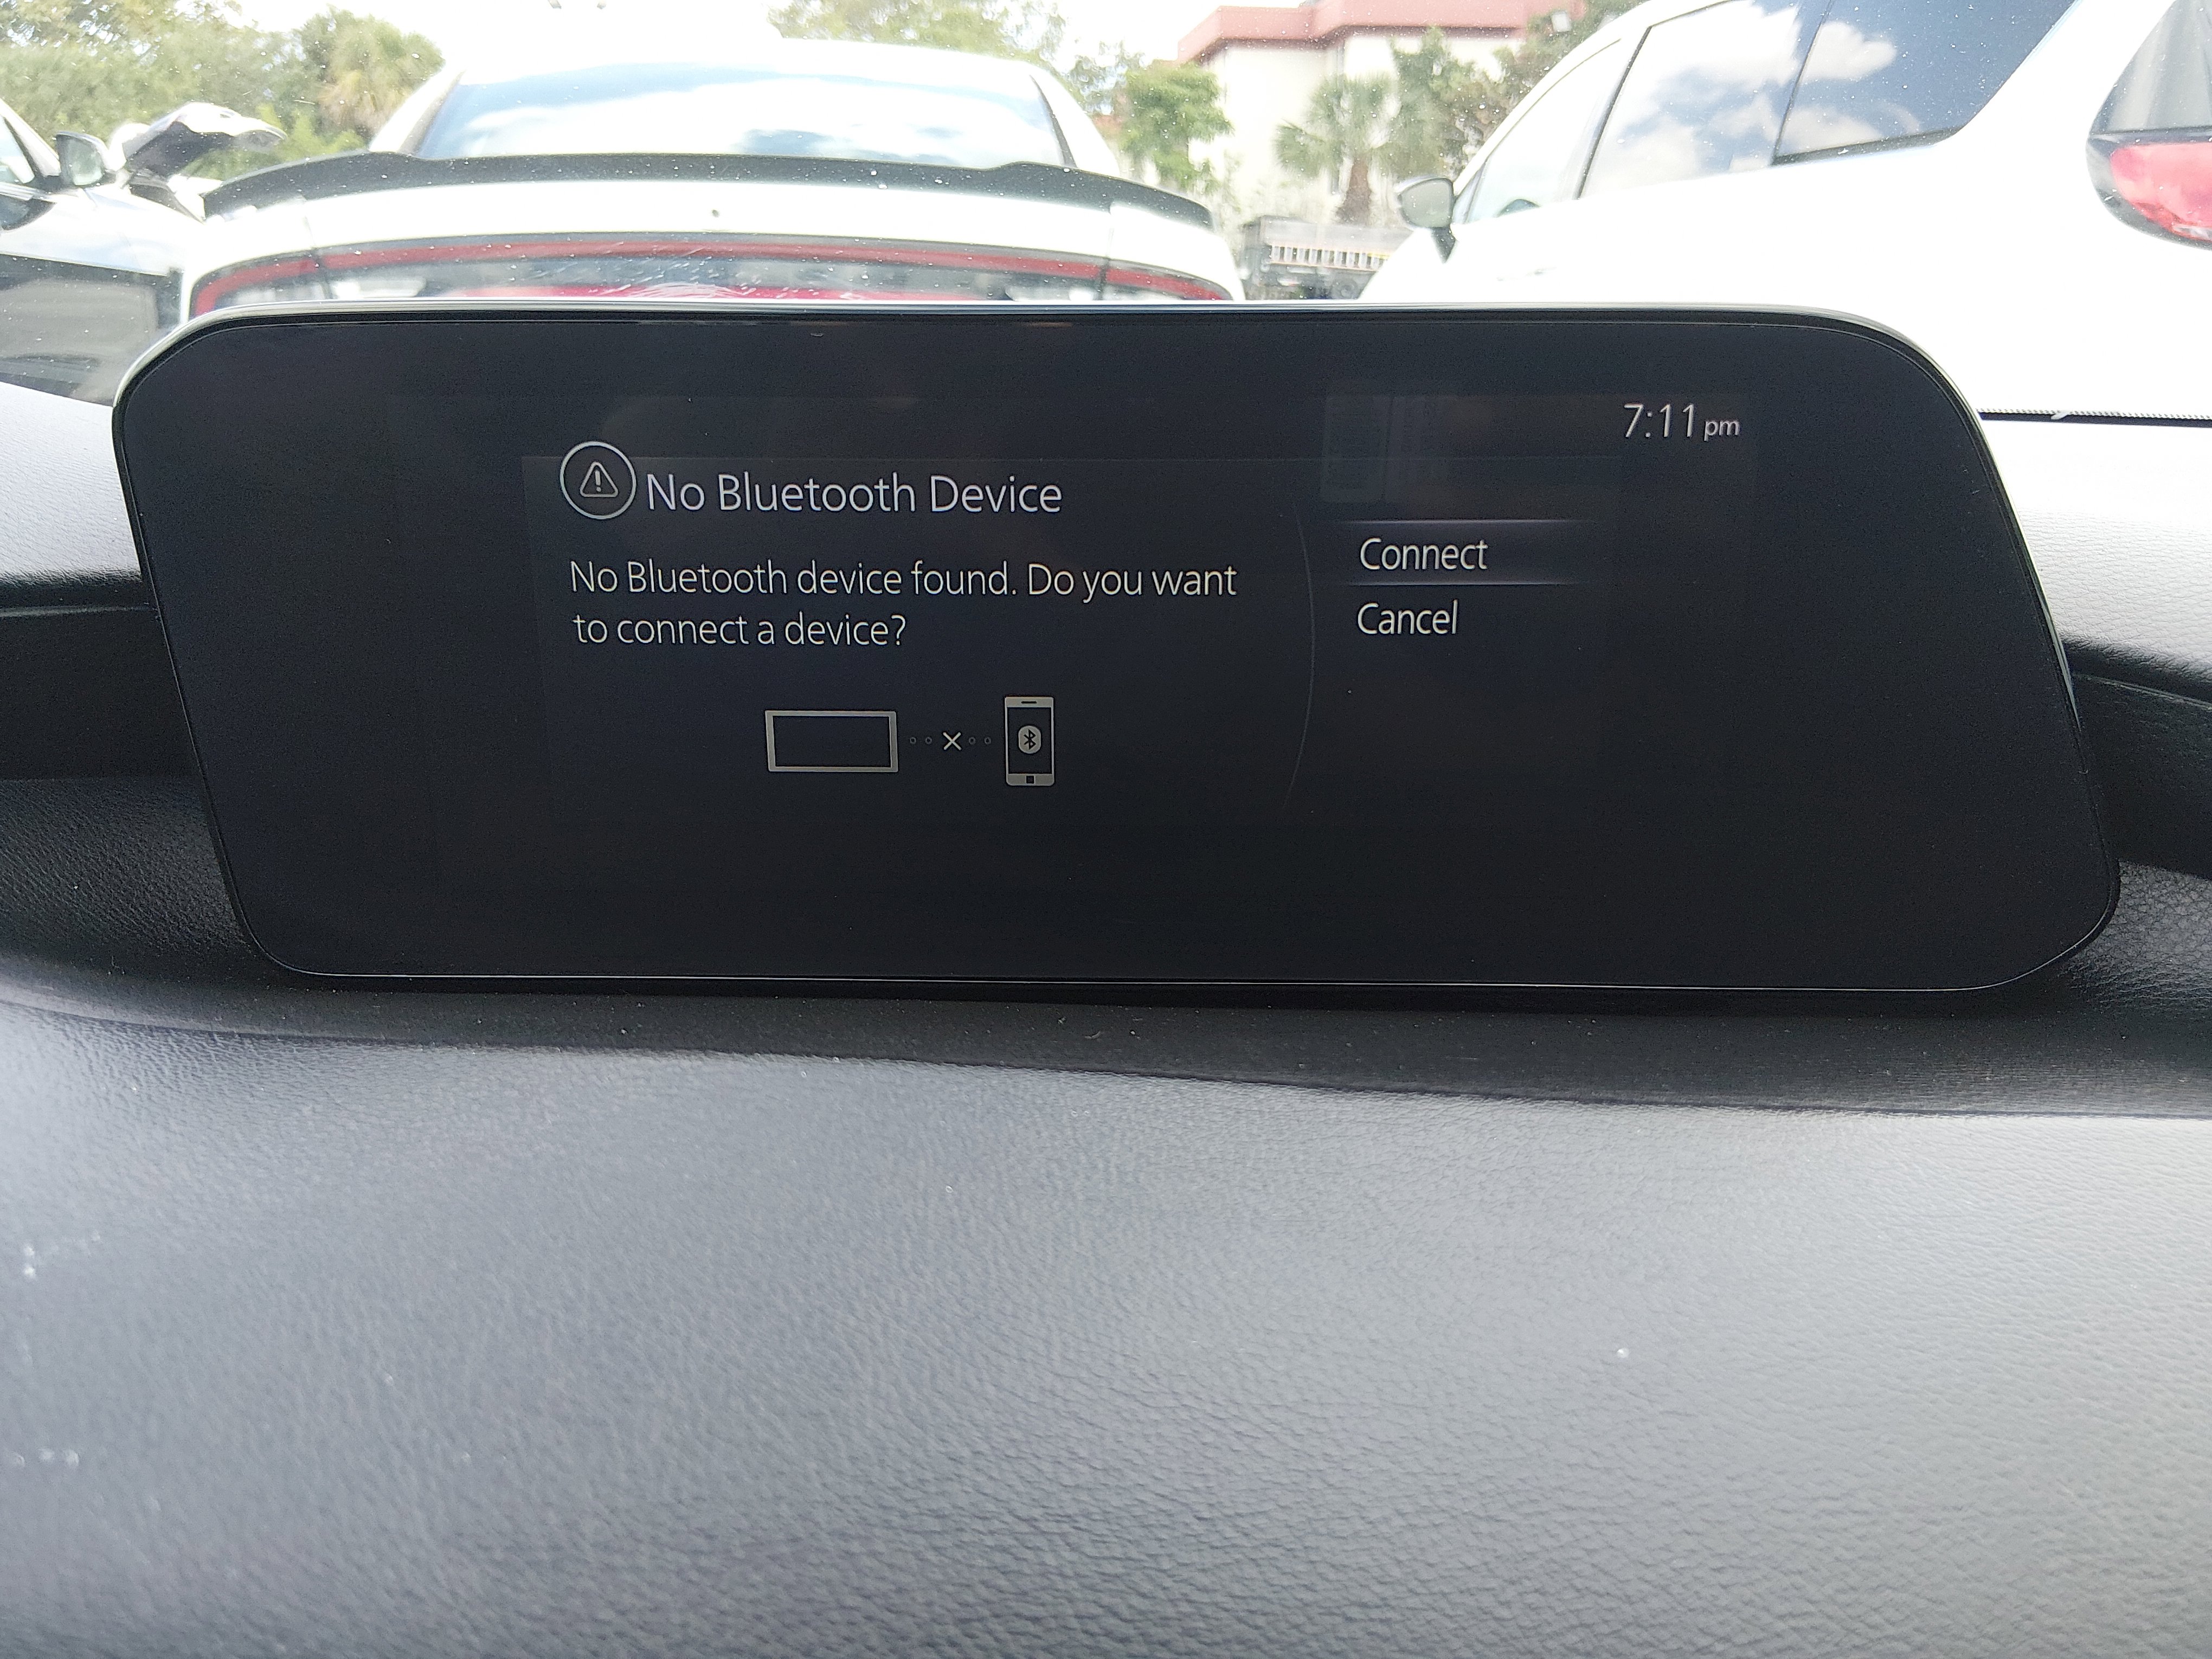 7:11pm
No Bluetooth Device
No Bluetooth device found. Do you want
to connect a device?
Connect
Cancel